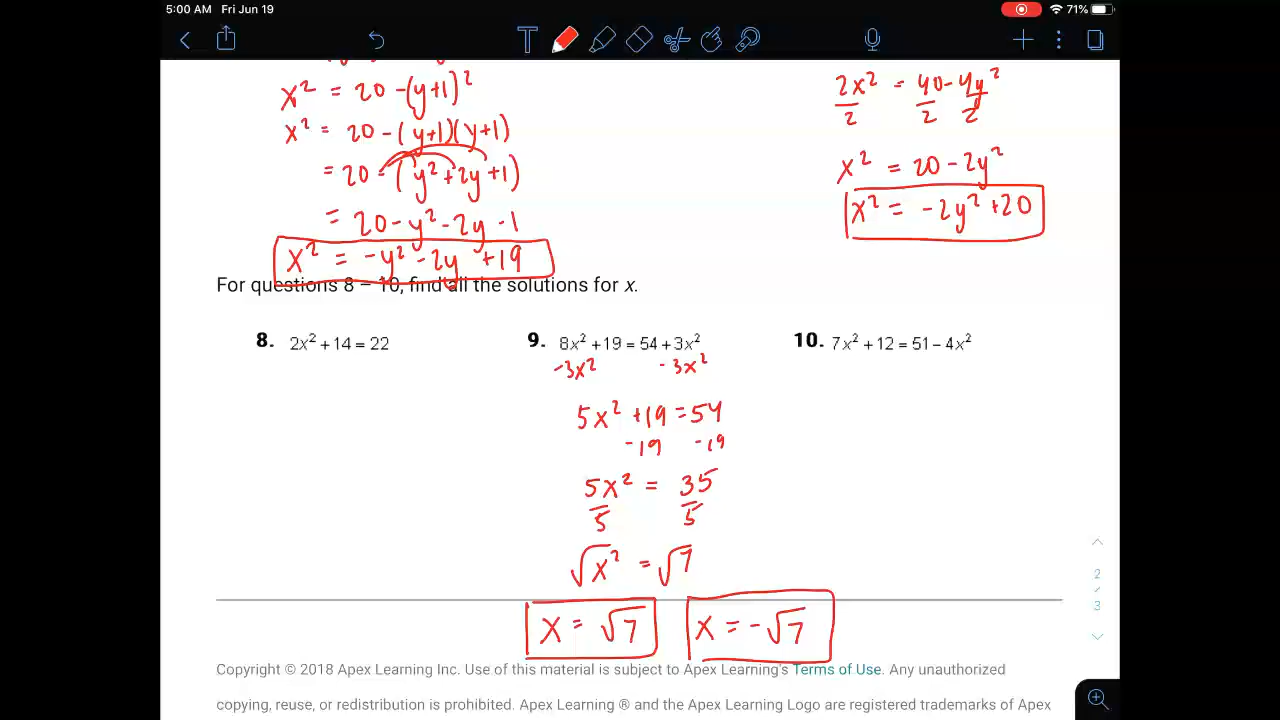 5:00 AM Fri Jun 19
71%
x² = 20 - (y+1)²
x² = 20 - (y+1)(y+1)
= 20 - (y² + 2y + 1)
= 20 - y² - 2y - 1
x² = -y² - 2y + 19
2x² = 40 - 4y²
2 2 2
x² = 20 - 2y²
x² = -2y² + 20
For questions 8 – 10, find all the solutions for x.
8. 2x² + 14 = 22
9. 8x² + 19 = 54 + 3x²
-3x² -3x²
5x² + 19 = 54
-19 -19
5x² = 35
5 5
√x² = √7
x = √7 x = -√7
10. 7x² + 12 = 51 – 4x²
2
3
Copyright © 2018 Apex Learning Inc. Use of this material is subject to Apex Learning's Terms of Use. Any unauthorized
copying, reuse, or redistribution is prohibited. Apex Learning ® and the Apex Learning Logo are registered trademarks of Apex